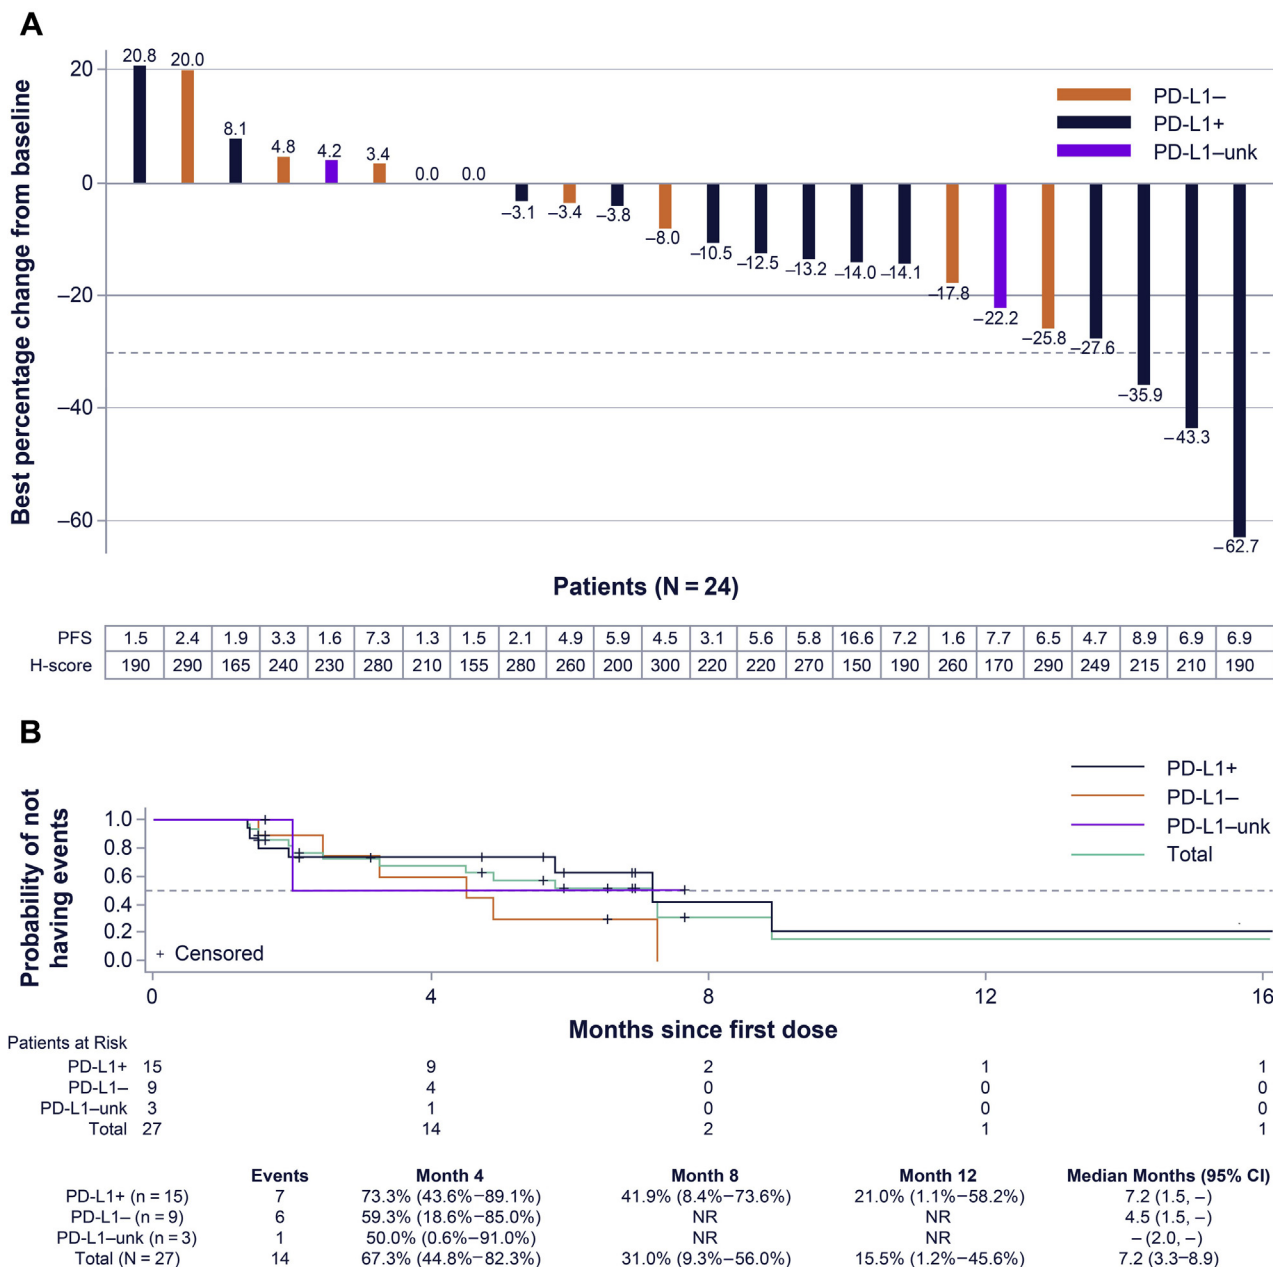 A
Best percentage change from baseline
20
0
–20
–40
–60
20.8 20.0 8.1 4.8 4.2 3.4 0.0 0.0 –3.1 –3.4 –3.8 –8.0 –10.5 –12.5 –13.2 –14.0 –14.1 –17.8 –22.2 –25.8 –27.6 –35.9 –43.3 –62.7
PD-L1–
PD-L1+
PD-L1–unk
Patients (N = 24)
PFS 1.5 2.4 1.9 3.3 1.6 7.3 1.3 1.5 2.1 4.9 5.9 4.5 3.1 5.6 5.8 16.6 7.2 1.6 7.7 6.5 4.7 8.9 6.9 6.9
H-score 190 290 165 240 230 280 210 155 280 260 200 300 220 220 270 150 190 260 170 290 249 215 210 190
B
Probability of not
having events
1.0
0.8
0.6
0.4
0.2
0.0
PD-L1+
PD-L1–
PD-L1–unk
Total
+ Censored
0 4 8 12 16
Months since first dose
Patients at Risk
PD-L1+ 15 9 2 1 1
PD-L1– 9 4 0 0 0
PD-L1–unk 3 1 0 0 0
Total 27 14 2 1 1
Events Month 4 Month 8 Month 12 Median Months (95% CI)
PD-L1+ (n = 15) 7 73.3% (43.6%–89.1%) 41.9% (8.4%–73.6%) 21.0% (1.1%–58.2%) 7.2 (1.5, –)
PD-L1– (n = 9) 6 59.3% (18.6%–85.0%) NR NR 4.5 (1.5, –)
PD-L1–unk (n = 3) 1 50.0% (0.6%–91.0%) NR NR – (2.0, –)
Total (N = 27) 14 67.3% (44.8%–82.3%) 31.0% (9.3%–56.0%) 15.5% (1.2%–45.6%) 7.2 (3.3–8.9)